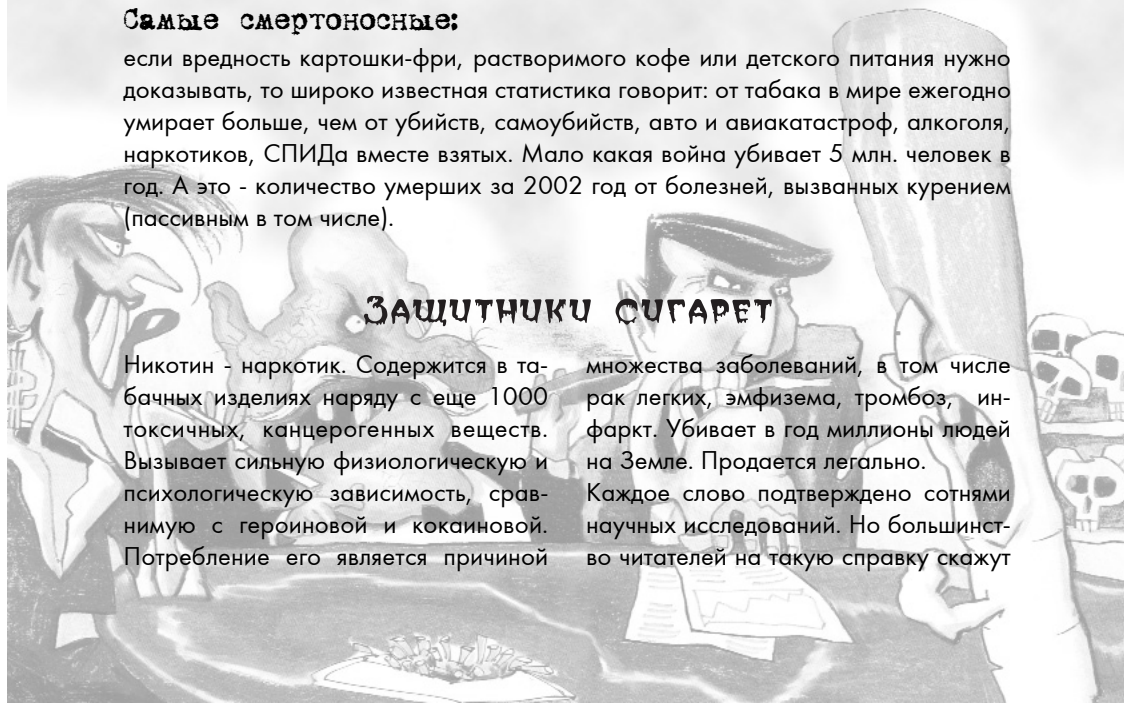 Самые смертоносные:
если вредность картошки-фри, растворимого кофе или детского питания нужно
доказывать, то широко известная статистика говорит: от табака в мире ежегодно
умирает больше, чем от убийств, самоубийств, авто и авиакатастроф, алкоголя,
наркотиков, СПИДа вместе взятых. Мало какая война убивает 5 млн. человек в
год. А это - количество умерших за 2002 год от болезней, вызванных курением
(пассивным в том числе).
Защитники сигарет
Никотин - наркотик. Содержится в та-
бачных изделиях наряду с еще 1000
токсичных, канцерогенных веществ.
Вызывает сильную физиологическую и
психологическую зависимость, срав-
нимую с героиновой и кокаиновой.
Потребление его является причиной
множества заболеваний, в том числе
рак легких, эмфизема, тромбоз, ин-
фаркт. Убивает в год миллионы людей
на Земле. Продается легально.
Каждое слово подтверждено сотнями
научных исследований. Но большинст-
во читателей на такую справку скажут